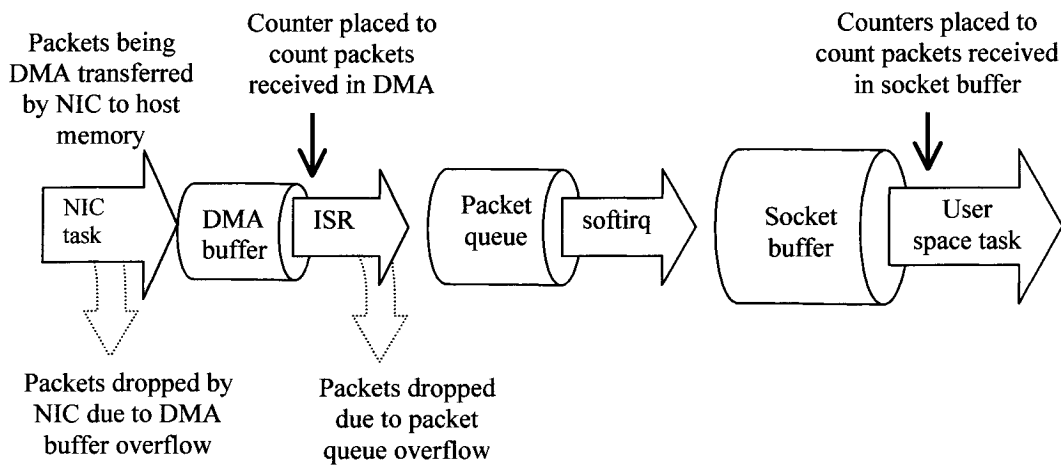 Packets being
DMA transferred
by NIC to host
memory
Counter placed to
count packets
received in DMA
Counters placed to
count packets received
in socket buffer
NIC
task
DMA
buffer
ISR
Packet
queue
softirq
Socket
buffer
User
space task
Packets dropped by
NIC due to DMA
buffer overflow
Packets dropped
due to packet
queue overflow